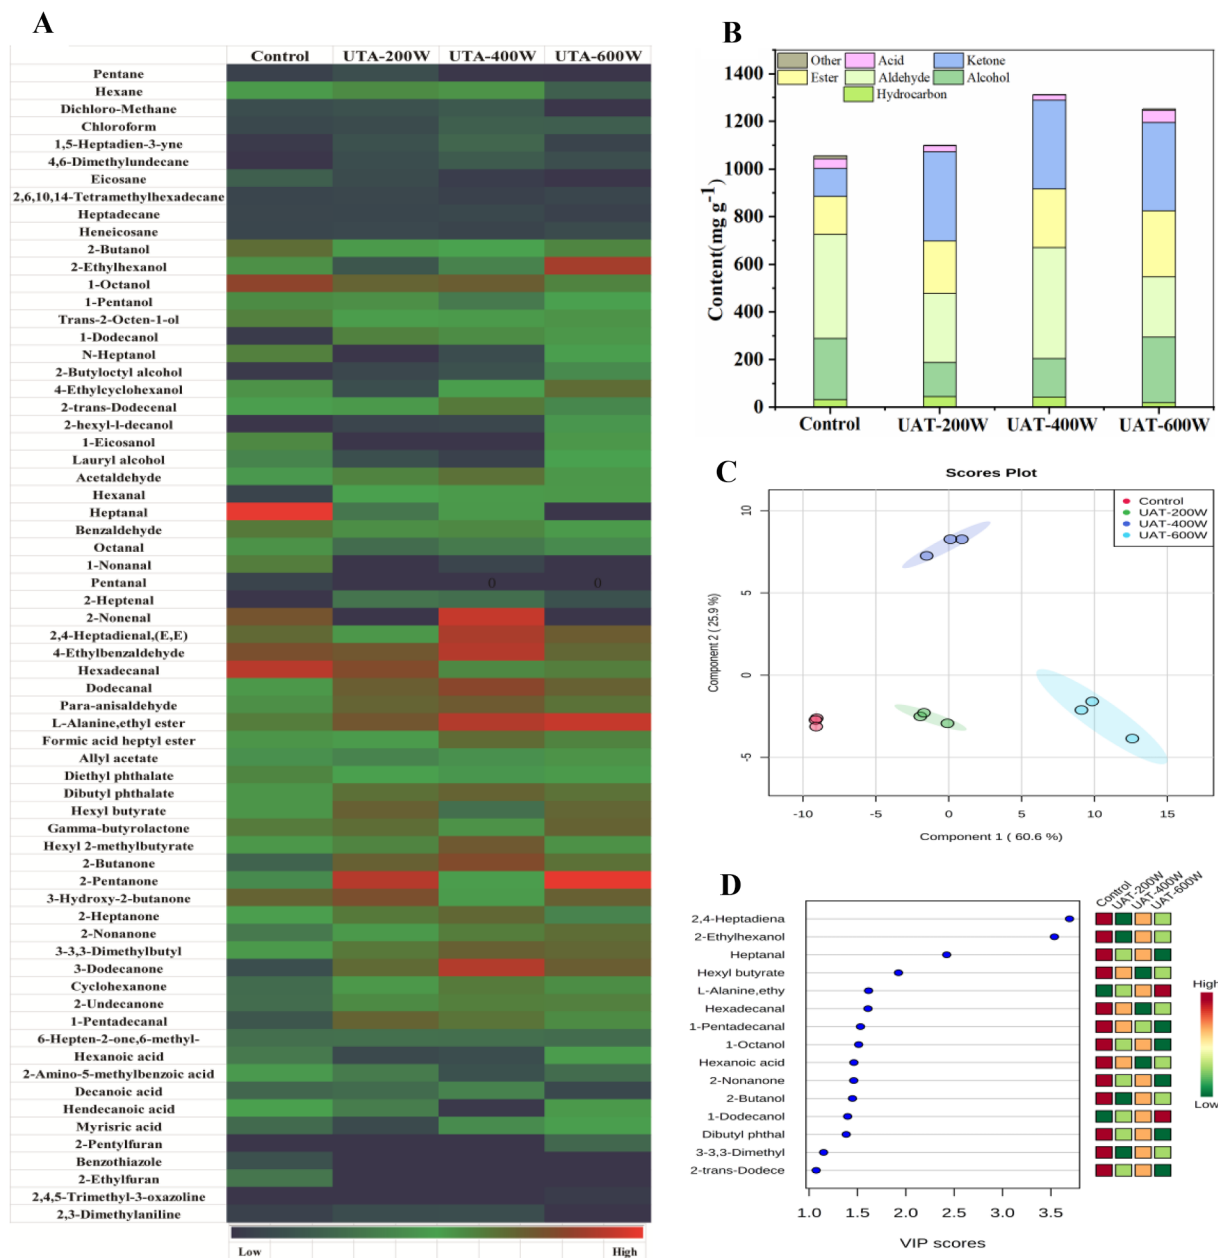 A
Control UTA-200W UTA-400W UTA-600W
Pentane
Hexane
Dichloro-Methane
Chloroform
1,5-Heptadien-3-yne
4,6-Dimethylundecane
Eicosane
2,6,10,14-Tetramethylhexadecane
Heptadecane
Heneicosane
2-Butanol
2-Ethylhexanol
1-Octanol
1-Pentanol
Trans-2-Octen-1-ol
1-Dodecanol
N-Heptanol
2-Butyloctyl alcohol
4-Ethylcyclohexanol
2-trans-Dodecenal
2-hexyl-l-decanol
1-Eicosanol
Lauryl alcohol
Acetaldehyde
Hexanal
Heptanal
Benzaldehyde
Octanal
1-Nonanal
Pentanal 0 0
2-Heptenal
2-Nonenal
2,4-Heptadienal,(E,E)
4-Ethylbenzaldehyde
Hexadecanal
Dodecanal
Para-anisaldehyde
L-Alanine,ethyl ester
Formic acid heptyl ester
Allyl acetate
Diethyl phthalate
Dibutyl phthalate
Hexyl butyrate
Gamma-butyrolactone
Hexyl 2-methylbutyrate
2-Butanone
2-Pentanone
3-Hydroxy-2-butanone
2-Heptanone
2-Nonanone
3-3,3-Dimethylbutyl
3-Dodecanone
Cyclohexanone
2-Undecanone
1-Pentadecanal
6-Hepten-2-one,6-methyl-
Hexanoic acid
2-Amino-5-methylbenzoic acid
Decanoic acid
Hendecanoic acid
Myrisric acid
2-Pentylfuran
Benzothiazole
2-Ethylfuran
2,4,5-Trimethyl-3-oxazoline
2,3-Dimethylaniline
Low High
B
Other Acid Ketone
Ester Aldehyde Alcohol
Hydrocarbon
Content(mg g-1)
1400
1200
1000
800
600
400
200
0
Control UAT-200W UAT-400W UAT-600W
C
Scores Plot
Control
UAT-200W
UAT-400W
UAT-600W
Component 2 ( 25.9 %)
10
5
0
-5
-10 -5 0 5 10 15
Component 1 ( 60.6 %)
D
Control UAT-200W UAT-400W UAT-600W
2,4-Heptadiena
2-Ethylhexanol
Heptanal
Hexyl butyrate
L-Alanine,ethy
Hexadecanal
1-Pentadecanal
1-Octanol
Hexanoic acid
2-Nonanone
2-Butanol
1-Dodecanol
Dibutyl phthal
3-3,3-Dimethyl
2-trans-Dodece
High
Low
1.0 1.5 2.0 2.5 3.0 3.5
VIP scores